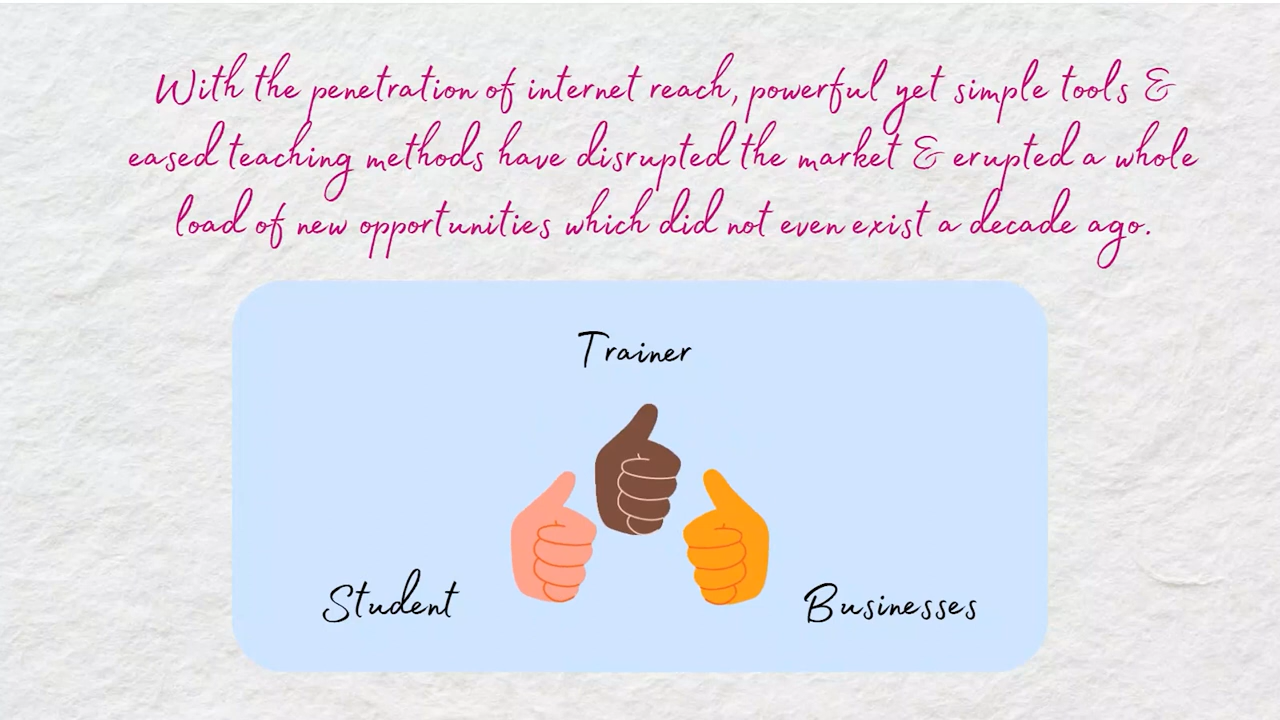 With the penetration of internet reach, powerful yet simple tools &
eased teaching methods have disrupted the market & erupted a whole
load of new opportunities which did not even exist a decade ago.
Trainer
Student
Businesses